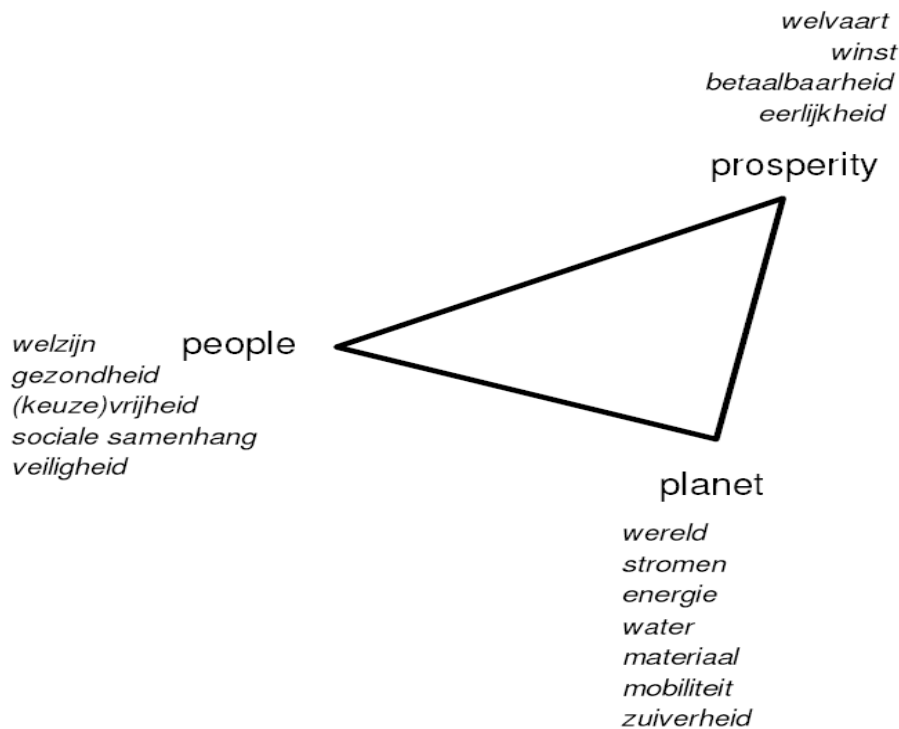 welvaart
winst
betaalbaarheid
eerlijkheid
prosperity
people
welzijn
gezondheid
(keuze)vrijheid
sociale samenhang
veiligheid
planet
wereld
stromen
energie
water
materiaal
mobiliteit
zuiverheid